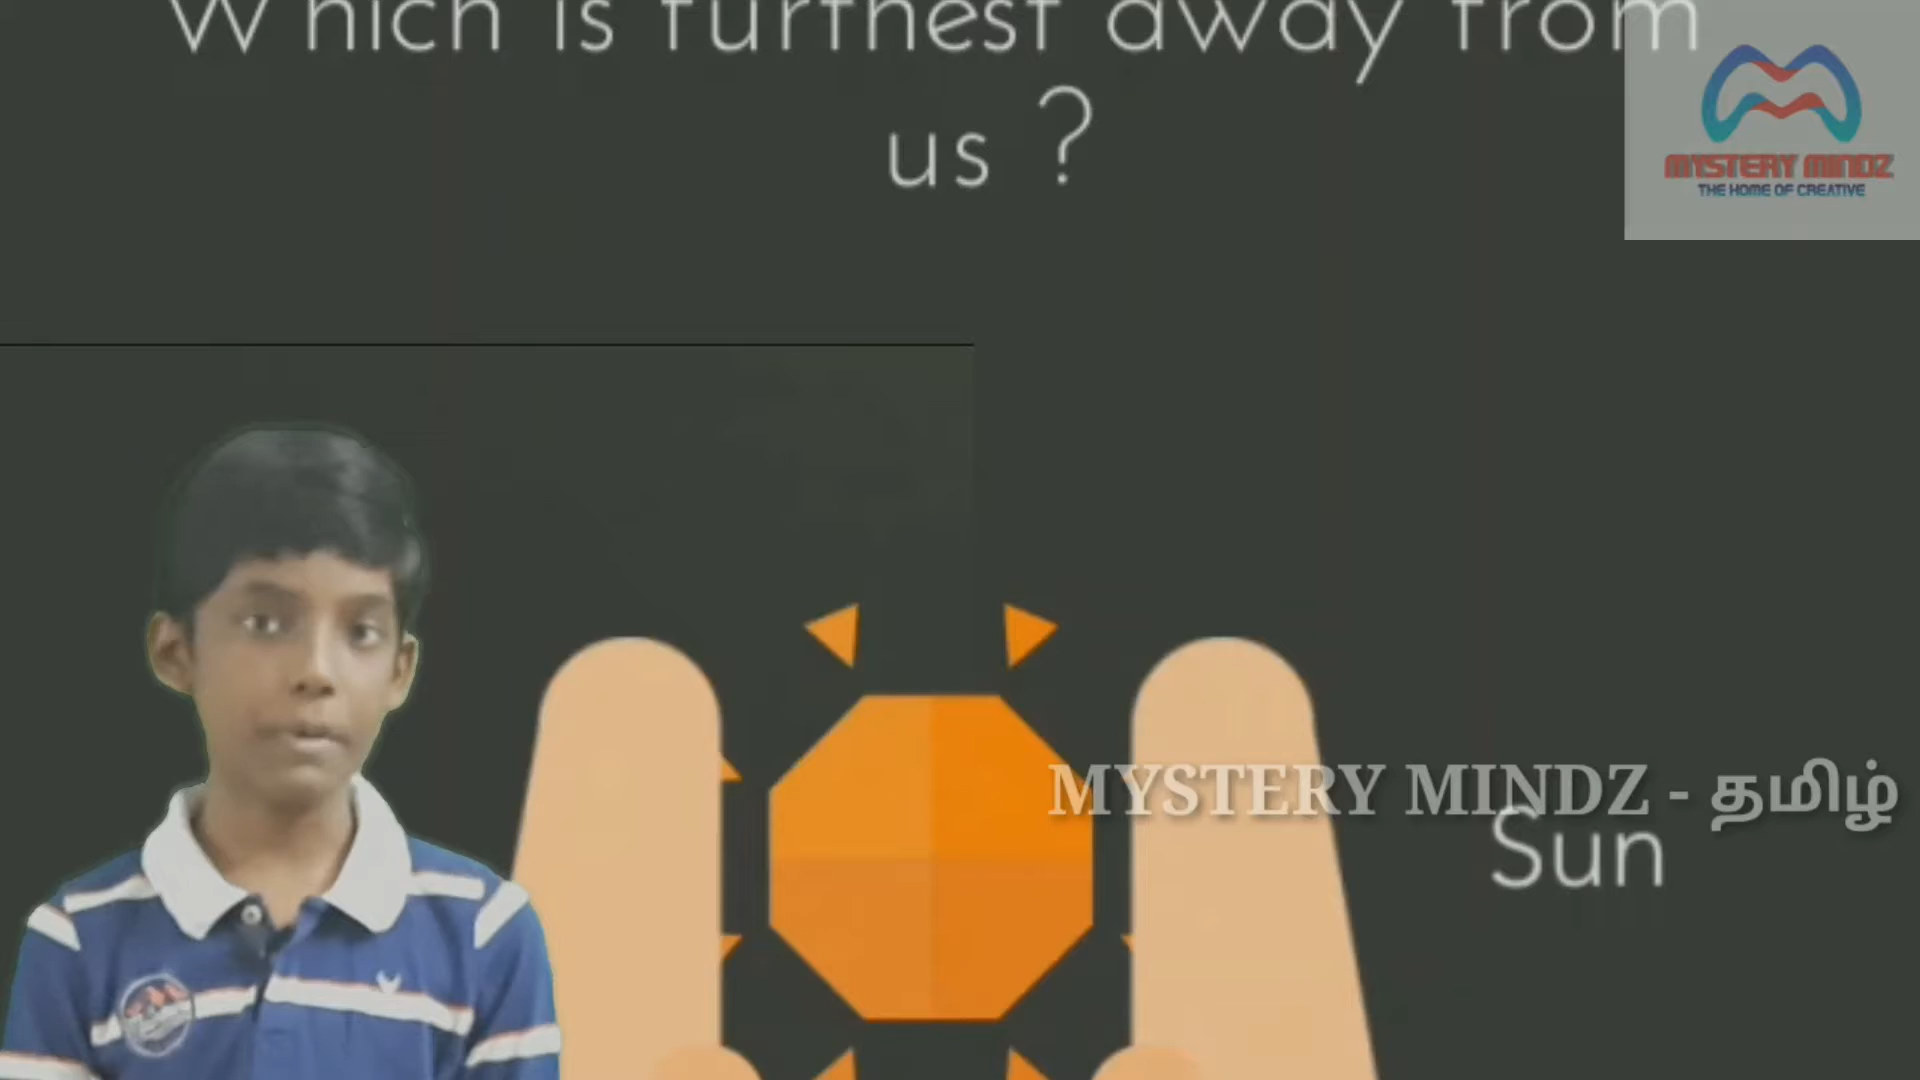 Which is furthest away from
us ?
MYSTERY MINDZ
THE HOME OF CREATIVE
MYSTERY MINDZ - தமிழ்
Sun